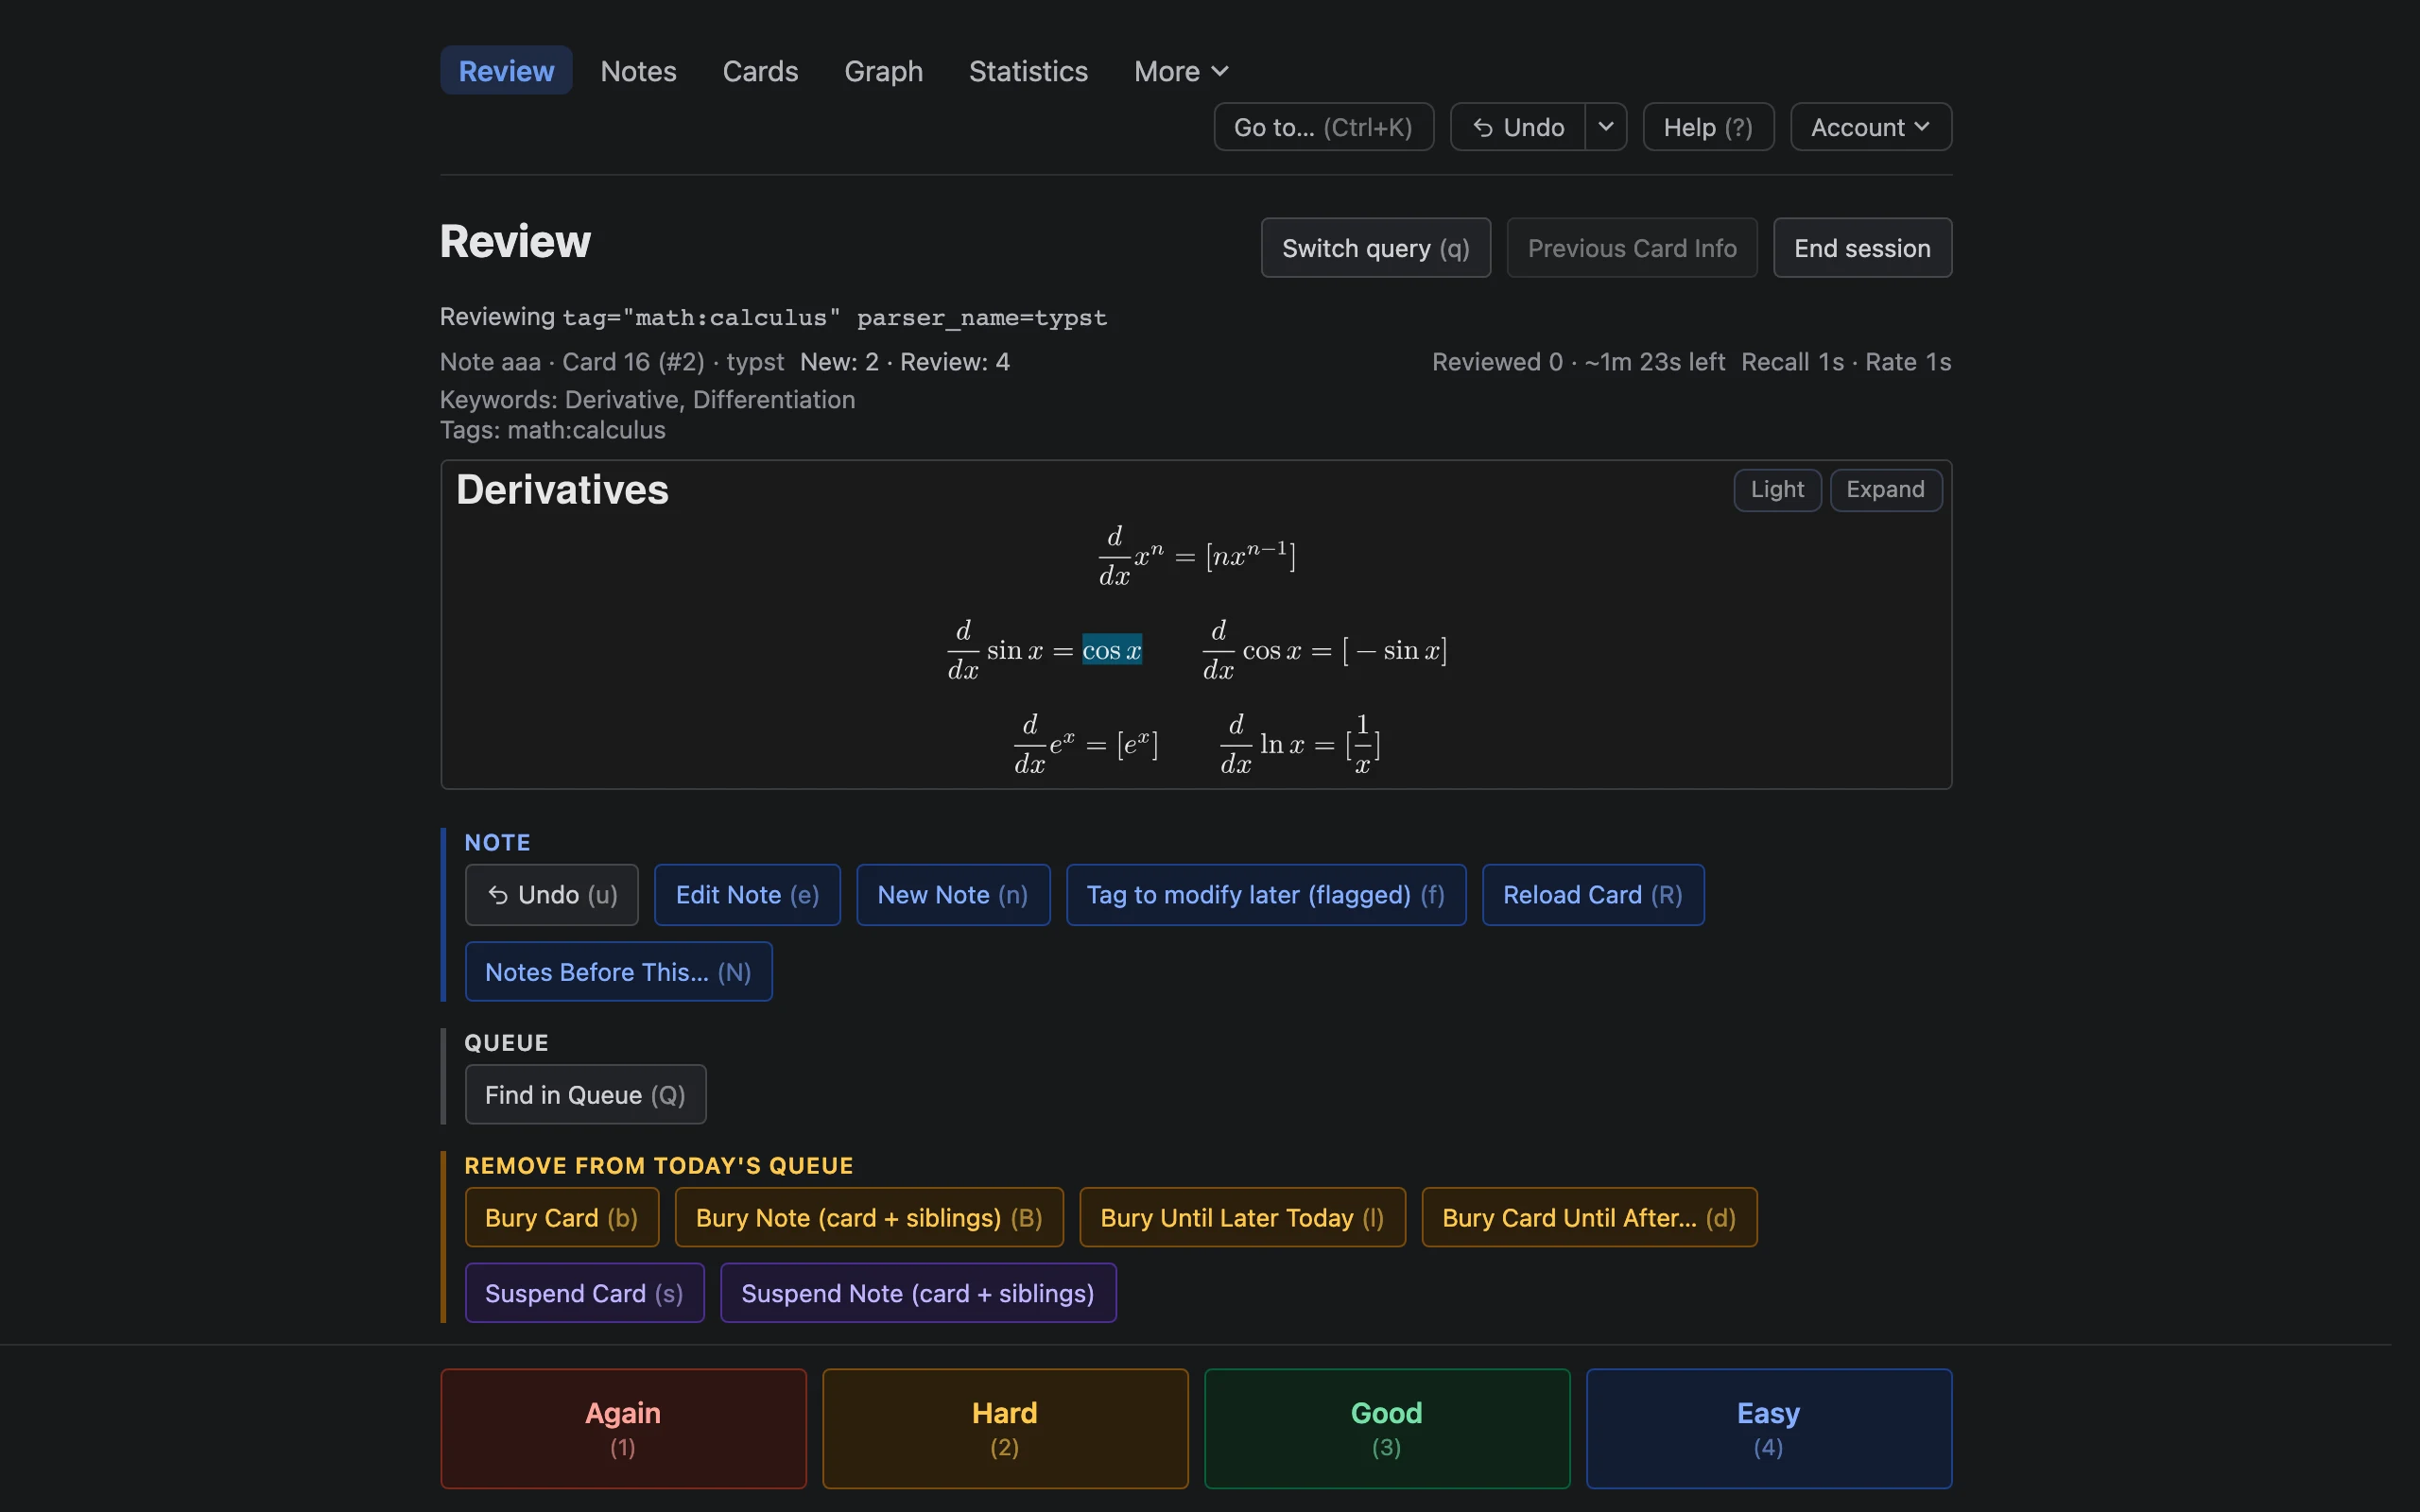 Review Notes Cards Graph Statistics More
Go to... (Ctrl+K) Undo Help (?) Account
Review
Switch query (q) Previous Card Info End session
Reviewing tag="math:calculus" parser_name=typst
Note aaa · Card 16 (#2) · typst New: 2 · Review: 4 Reviewed 0 · ~1m 23s left Recall 1s · Rate 1s
Keywords: Derivative, Differentiation
Tags: math:calculus
Derivatives Light Expand
d/dx xⁿ = [nxⁿ⁻¹]
d/dx sin x = cos x d/dx cos x = [− sin x]
d/dx eˣ = [eˣ] d/dx ln x = [1/x]
NOTE
Undo (u) Edit Note (e) New Note (n) Tag to modify later (flagged) (f) Reload Card (R)
Notes Before This... (N)
QUEUE
Find in Queue (Q)
REMOVE FROM TODAY'S QUEUE
Bury Card (b) Bury Note (card + siblings) (B) Bury Until Later Today (l) Bury Card Until After... (d)
Suspend Card (s) Suspend Note (card + siblings)
Again Hard Good Easy
(1) (2) (3) (4)